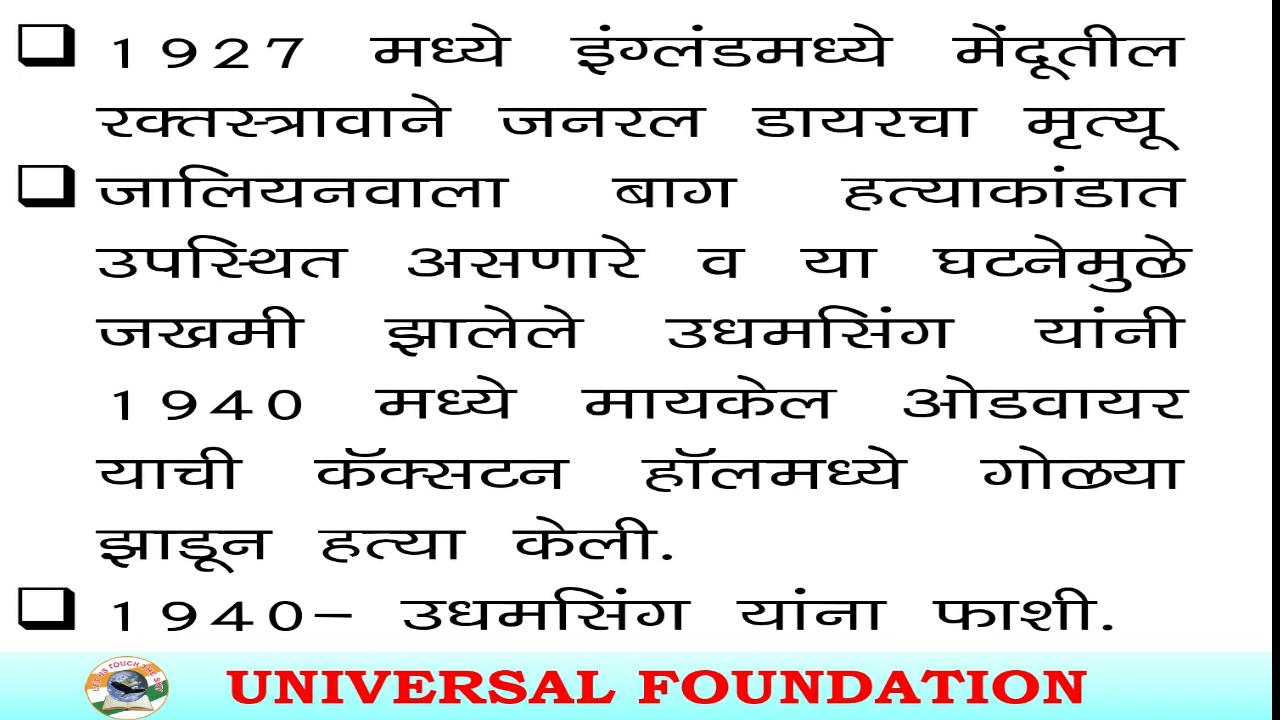 1927 मध्ये इंग्लंडमध्ये मेंदूतील
रक्तस्त्रावाने जनरल डायरचा मृत्यू
जालियनवाला बाग हत्याकांडात
उपस्थित असणारे व या घटनेमुळे
जखमी झालेले उधमसिंग यांनी
1940 मध्ये मायकेल ओडवायर
याची कॅक्सटन हॉलमध्ये गोळया
झाडून हत्या केली.
1940– उधमसिंग यांना फाशी.
UNIVERSAL FOUNDATION